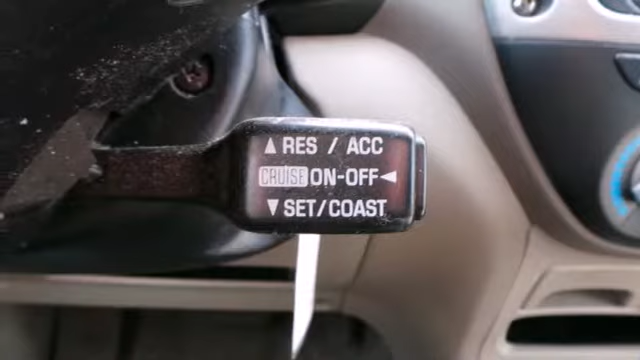 ▲ RES / ACC
CRUISE ON-OFF ◄
▼ SET/COAST